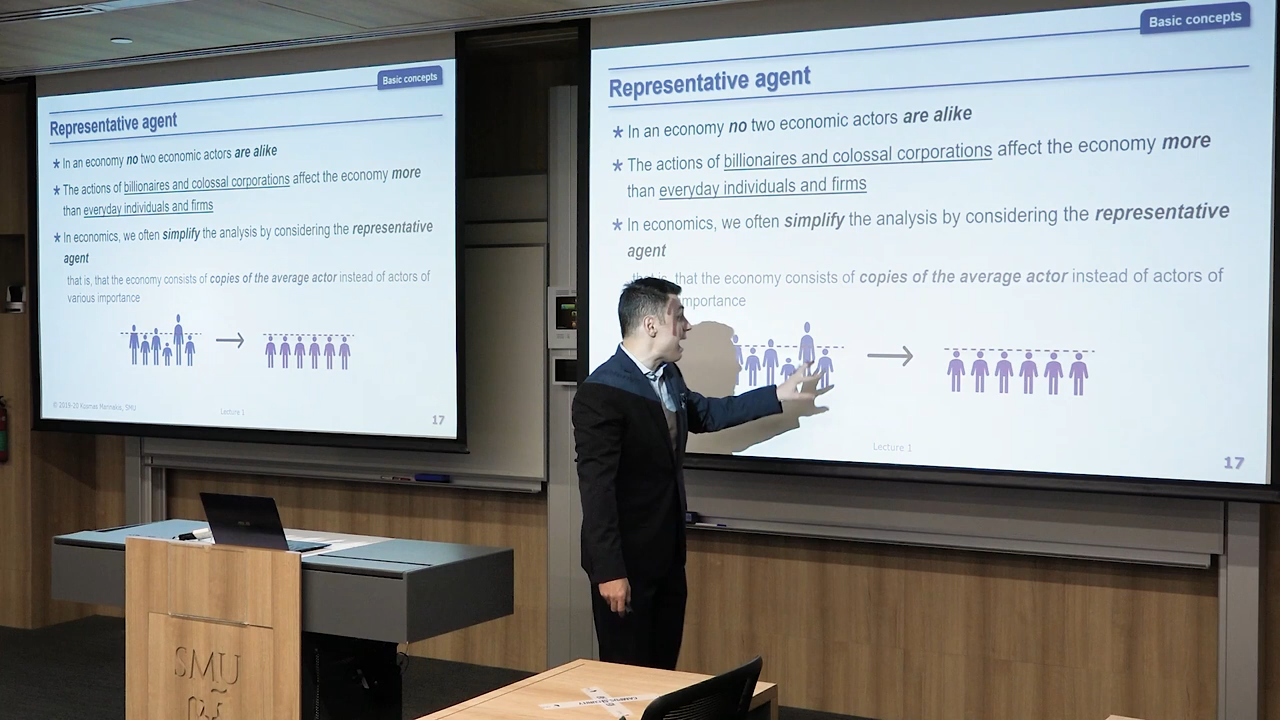 Basic concepts
Representative agent
* In an economy no two economic actors are alike
* The actions of billionaires and colossal corporations affect the economy more
than everyday individuals and firms
* In economics, we often simplify the analysis by considering the representative
agent
that is, that the economy consists of copies of the average actor instead of actors of
various importance
© 2019-20 Kosmas Marinakis, SMU
Lecture 1
17
Basic concepts
Representative agent
* In an economy no two economic actors are alike
* The actions of billionaires and colossal corporations affect the economy more
than everyday individuals and firms
* In economics, we often simplify the analysis by considering the representative
agent
that is, that the economy consists of copies of the average actor instead of actors of
importance
Lecture 1
17
SMU
CAMPUS SECURITY